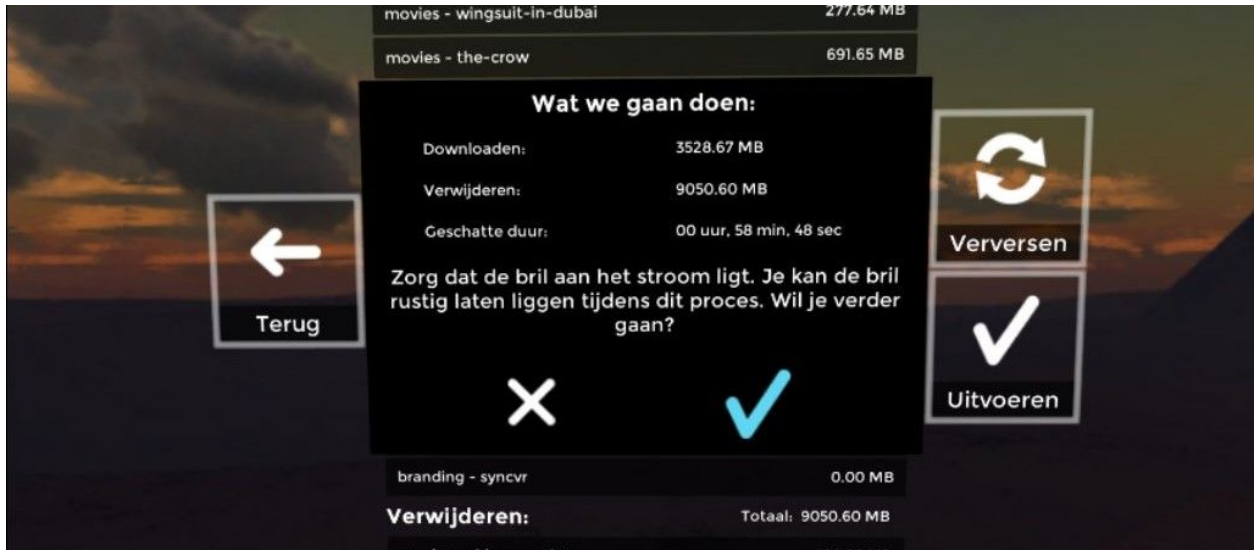 movies - wingsuit-in-dubai 277.64 MB
movies - the-crow 691.65 MB
Wat we gaan doen:
Downloaden: 3528.67 MB
Verwijderen: 9050.60 MB
Geschatte duur: 00 uur, 58 min, 48 sec
Zorg dat de bril aan het stroom ligt. Je kan de bril
rustig laten liggen tijdens dit proces. Wil je verder
gaan?
Terug
Verversen
Uitvoeren
branding - syncvr 0.00 MB
Verwijderen: Totaal: 9050.60 MB